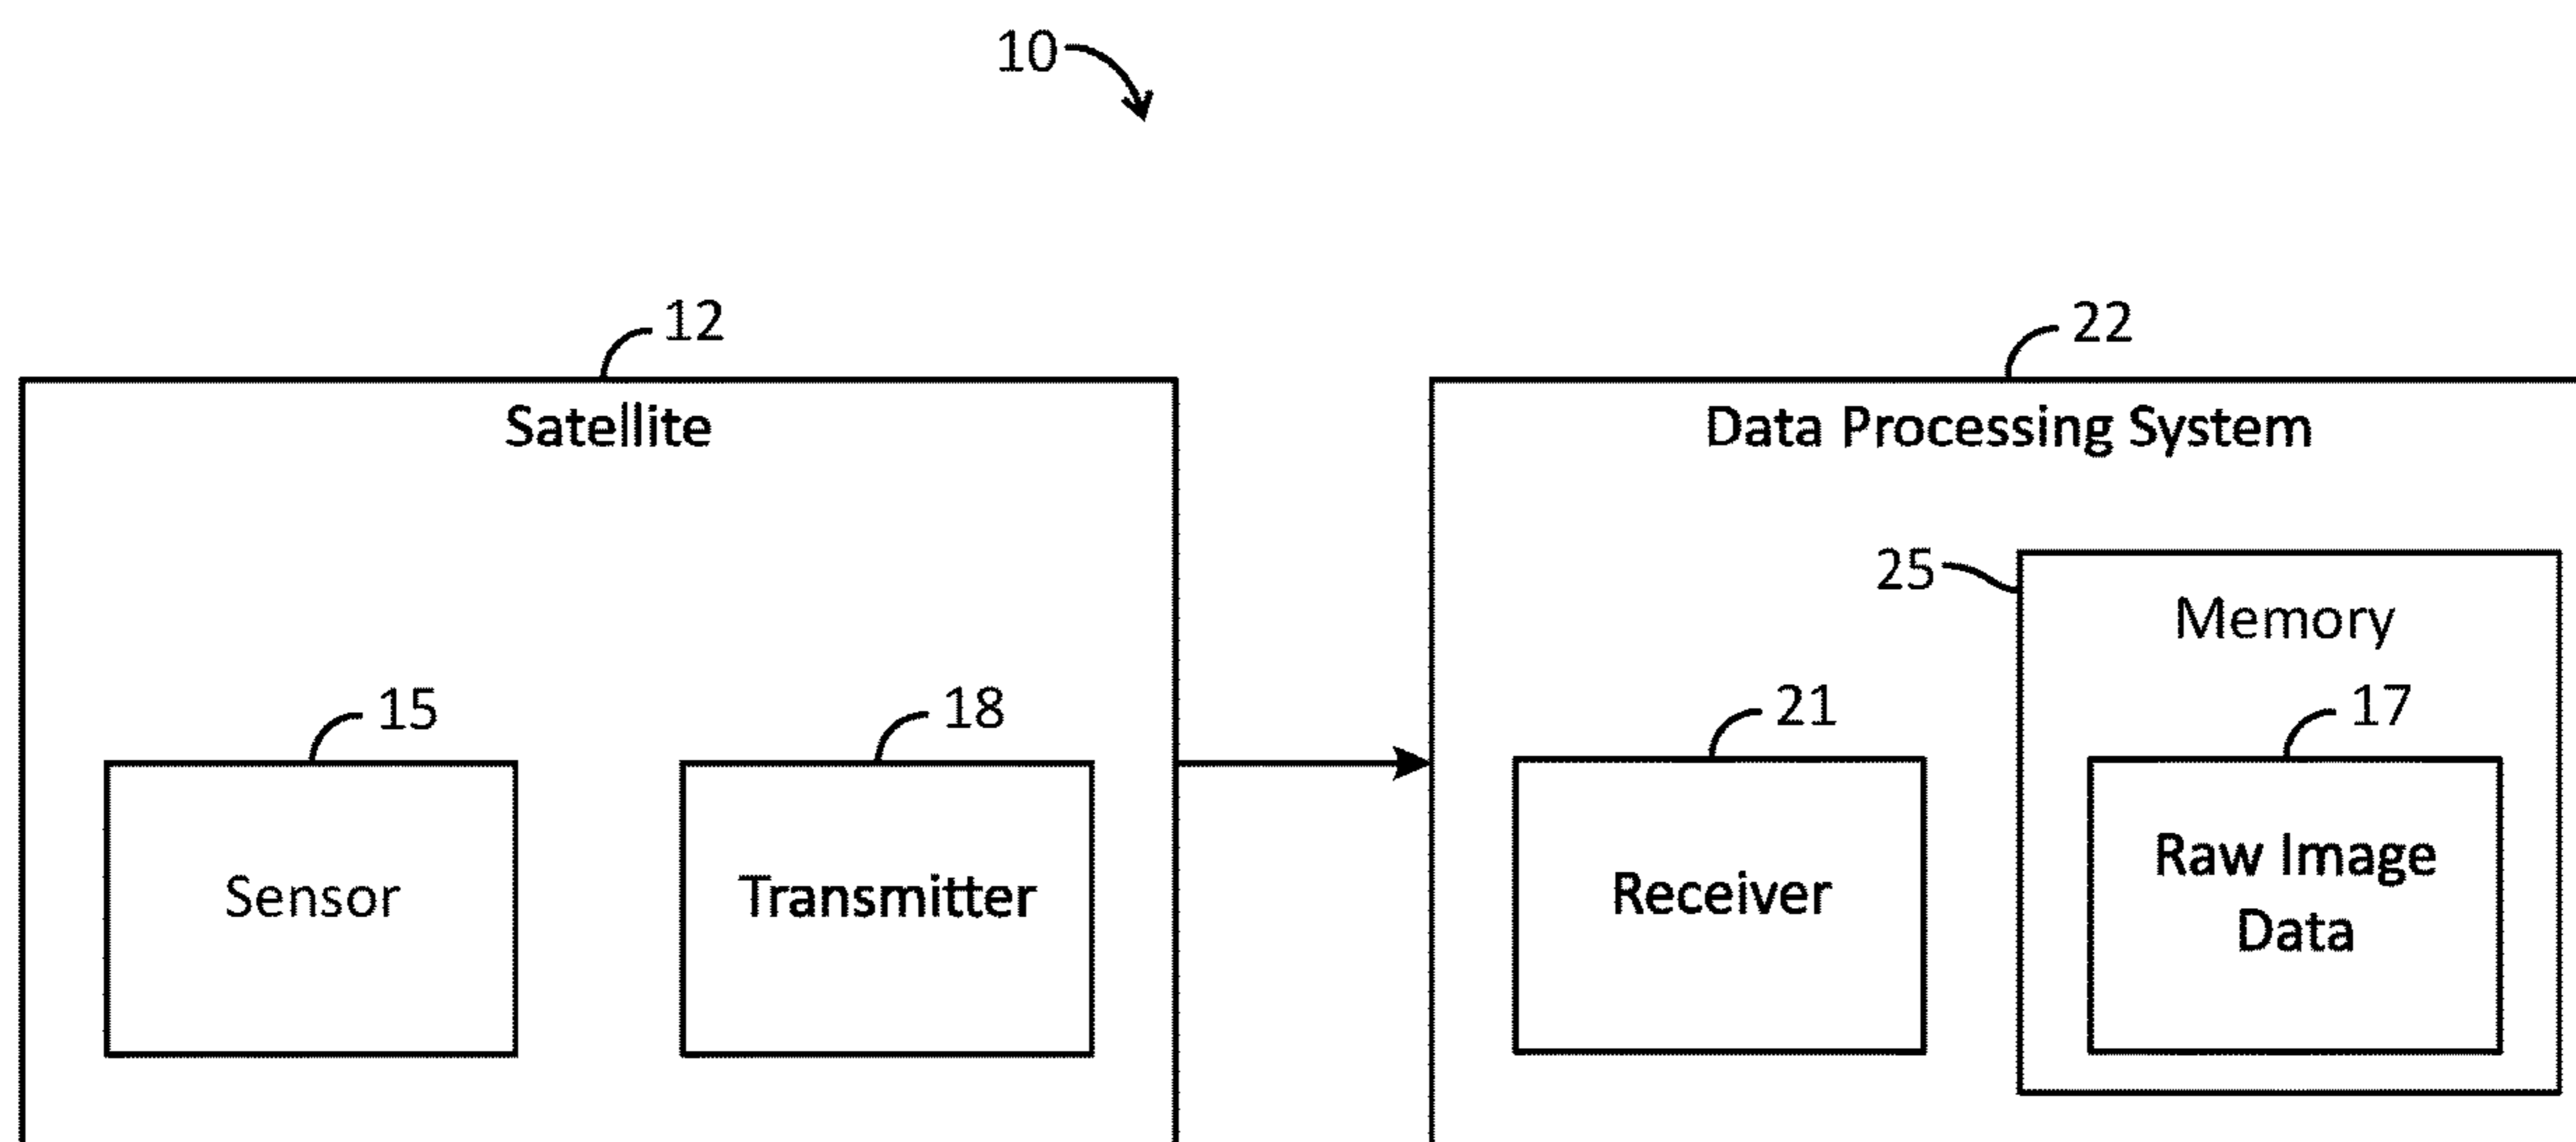 10
12
22
Satellite
Data Processing System
25
Memory
15
18
21
17
Sensor
Transmitter
Receiver
Raw Image
Data